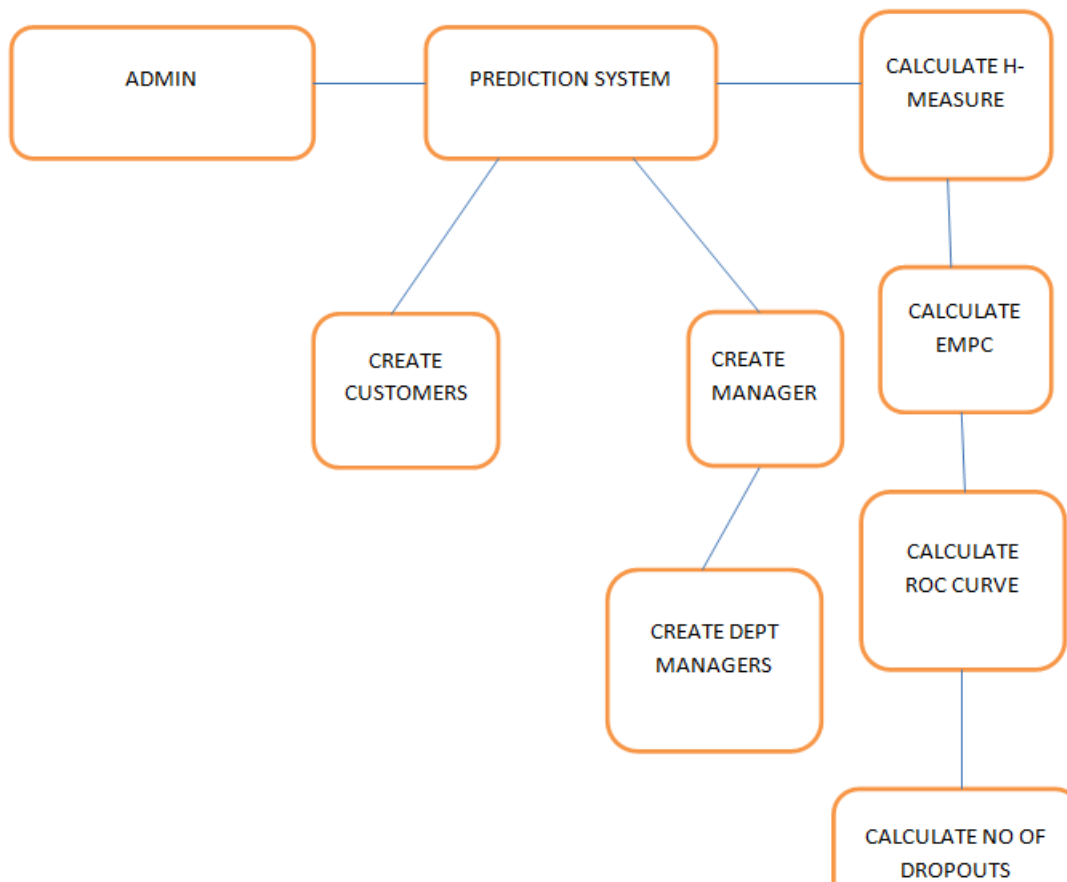 ADMIN
PREDICTION SYSTEM
CALCULATE H-
MEASURE
CREATE
CUSTOMERS
CREATE
MANAGER
CALCULATE
EMPC
CREATE DEPT
MANAGERS
CALCULATE
ROC CURVE
CALCULATE NO OF
DROPOUTS